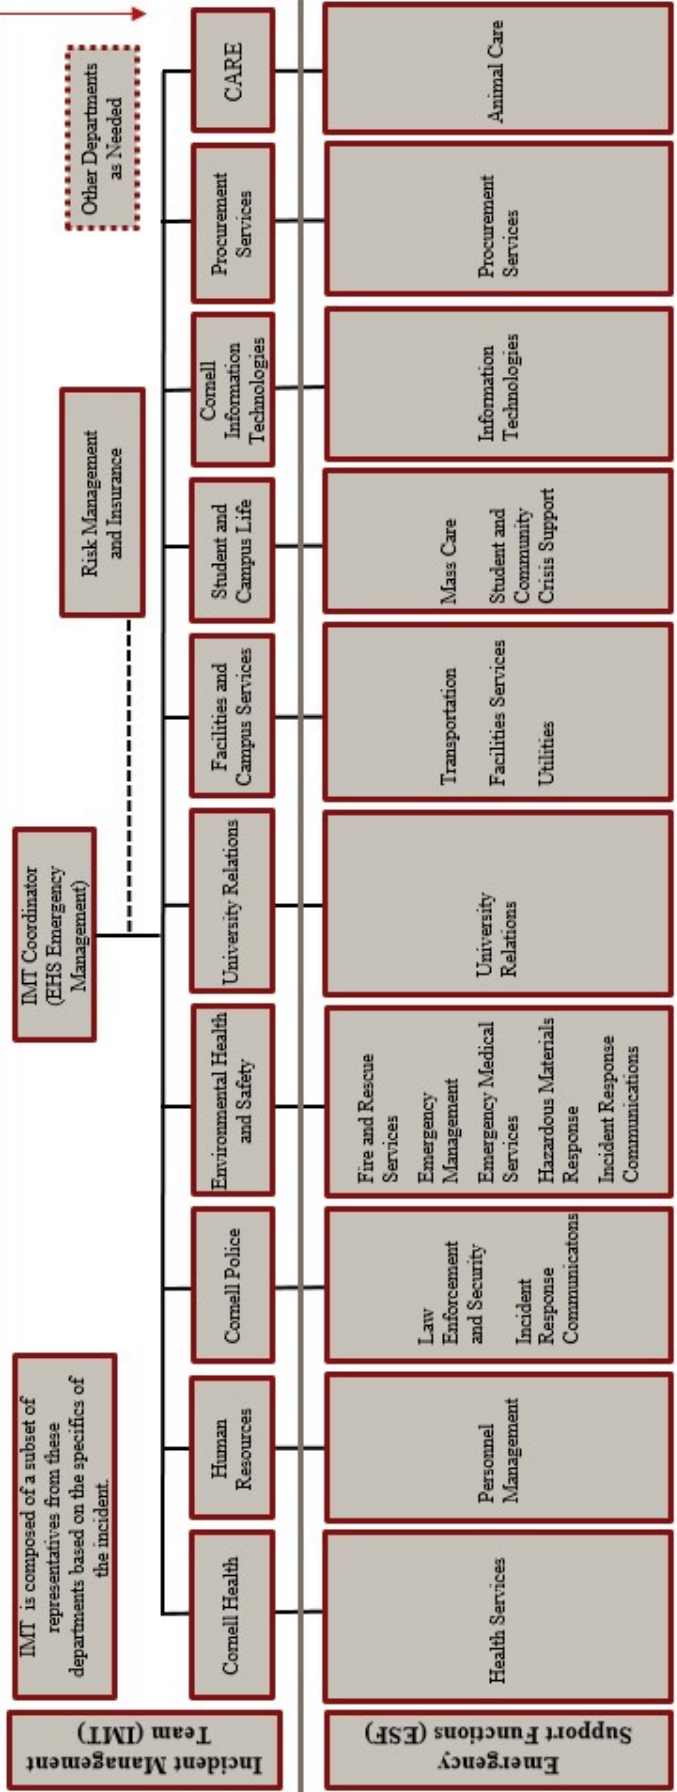 Incident Management
Team (IMT)
IMT is composed of a subset of
representatives from these
departments based on the specifics of
the incident.
IMT Coordinator
(EHS Emergency
Management)
Risk Management
and Insurance
Other Departments
as Needed
Cornell Health
Human
Resources
Cornell Police
Environmental Health
and Safety
University Relations
Facilities and
Campus Services
Student and
Campus Life
Cornell
Information
Technologies
Procurement
Services
CARE
Emergency
Support Functions (ESF)
Health Services
Personnel
Management
Law
Enforcement
and Security
Incident
Response
Communicatons
Fire and Rescue
Services
Emergency
Management
Emergency Medical
Services
Hazardous Materials
Response
Incident Response
Communications
University
Relations
Transportation
Facilities Services
Utilities
Mass Care
Student and
Community
Crisis Support
Information
Technologies
Procurement
Services
Animal Care